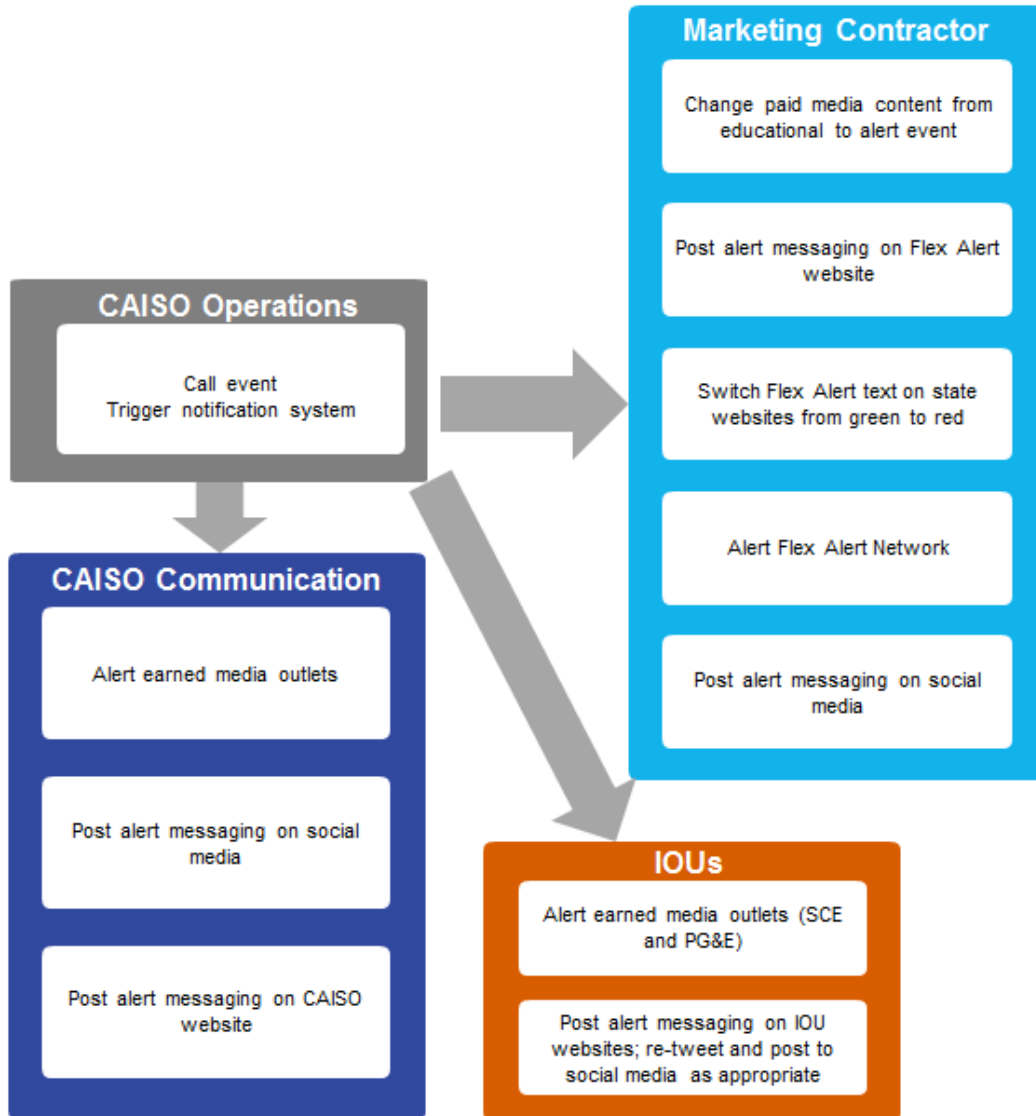 Marketing Contractor
Change paid media content from
educational to alert event
Post alert messaging on Flex Alert
website
Switch Flex Alert text on state
websites from green to red
Alert Flex Alert Network
Post alert messaging on social
media
CAISO Operations
Call event
Trigger notification system
CAISO Communication
Alert earned media outlets
Post alert messaging on social
media
Post alert messaging on CAISO
website
IOUs
Alert earned media outlets (SCE
and PG&E)
Post alert messaging on IOU
websites; re-tweet and post to
social media as appropriate